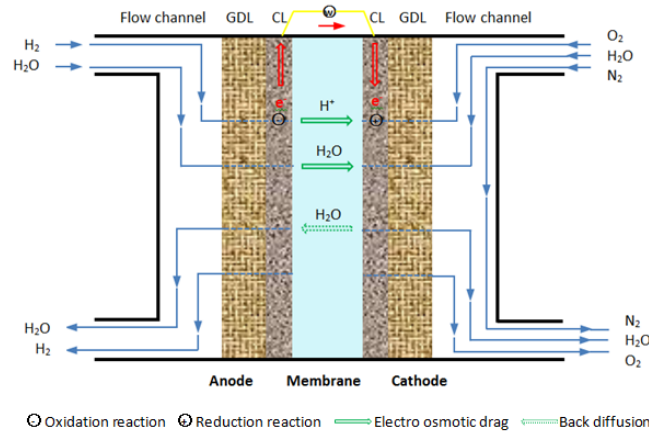 Flow channel GDL CL w CL GDL Flow channel
H₂ O₂
H₂O H₂O
N₂
e e
H⁺
H₂O
H₂O
H₂O N₂
H₂ H₂O
O₂
Anode Membrane Cathode
Oxidation reaction Reduction reaction Electro osmotic drag Back diffusion